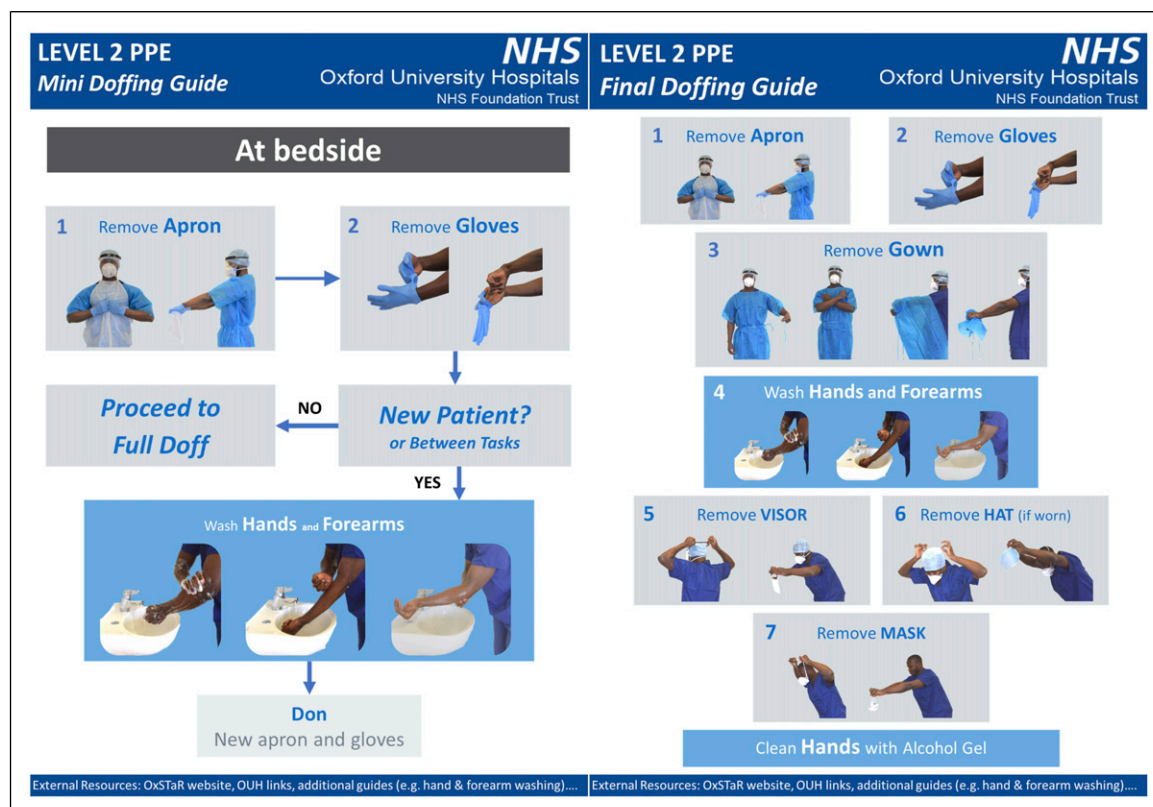 LEVEL 2 PPE
Mini Doffing Guide
NHS
Oxford University Hospitals
NHS Foundation Trust
At bedside
1 Remove Apron
2 Remove Gloves
Proceed to
Full Doff
NO
New Patient?
or Between Tasks
YES
Wash Hands and Forearms
Don
New apron and gloves
External Resources: OxSTaR website, OUH links, additional guides (e.g. hand & forearm washing)....
LEVEL 2 PPE
Final Doffing Guide
NHS
Oxford University Hospitals
NHS Foundation Trust
1 Remove Apron
2 Remove Gloves
3 Remove Gown
4 Wash Hands and Forearms
5 Remove VISOR
6 Remove HAT (if worn)
7 Remove MASK
Clean Hands with Alcohol Gel
External Resources: OxSTaR website, OUH links, additional guides (e.g. hand & forearm washing)....